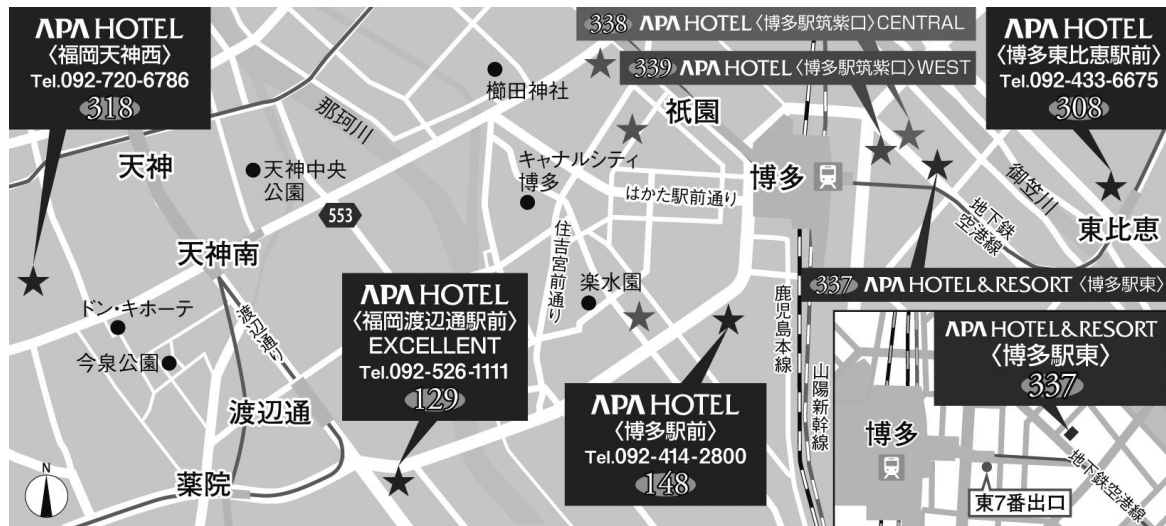 APA HOTEL
〈福岡天神西〉
Tel.092-720-6786
318
338 APA HOTEL〈博多駅筑紫口〉CENTRAL
339 APA HOTEL〈博多駅筑紫口〉WEST
APA HOTEL
〈博多東比恵駅前〉
Tel.092-433-6675
308
櫛田神社
那珂川
祇園
天神
天神中央
公園
キャナルシティ
博多
はかた駅前通り
博多
御笠川
地下鉄
空港線
東比恵
553
天神南
住吉宮前通り
楽水園
ドン・キホーテ
今泉公園
渡辺通り
APA HOTEL
〈福岡渡辺通駅前〉
EXCELLENT
Tel.092-526-1111
129
鹿児島本線
山陽新幹線
337 APA HOTEL&RESORT〈博多駅東〉
APA HOTEL&RESORT
〈博多駅東〉
337
渡辺通
薬院
APA HOTEL
〈博多駅前〉
Tel.092-414-2800
148
博多
地下鉄空港線
東7番出口
N